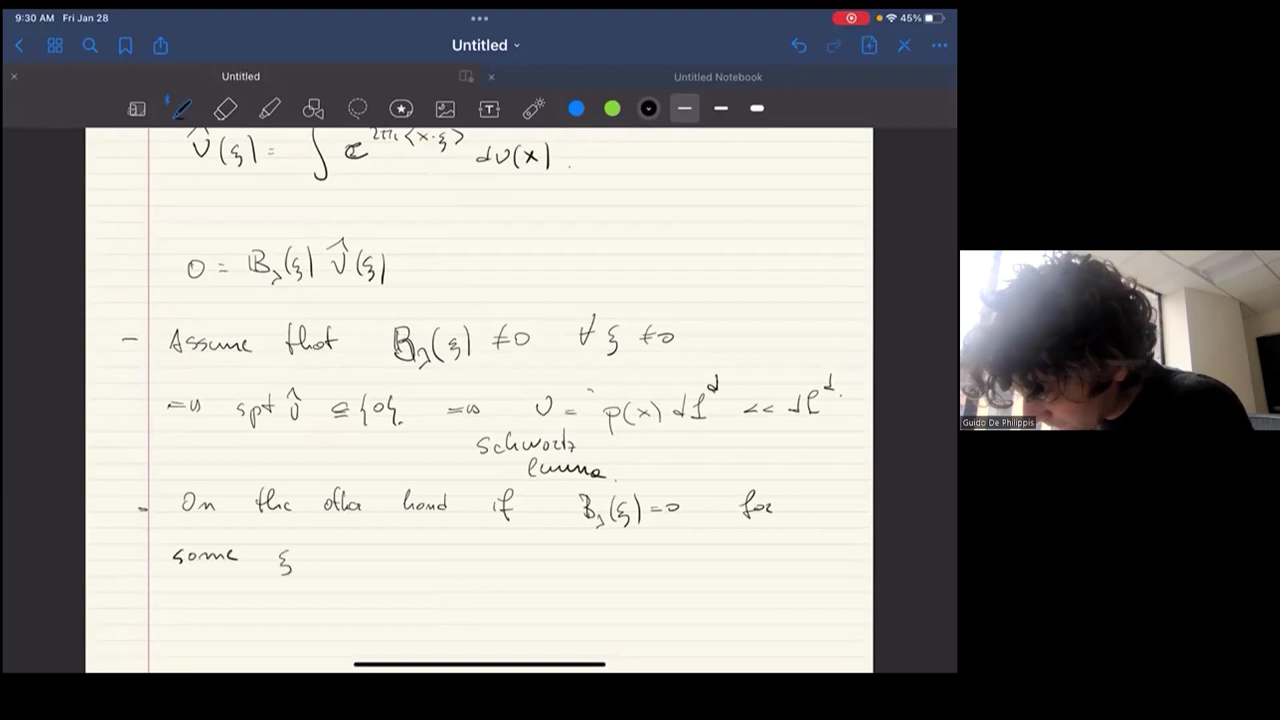 9:30 AM Fri Jan 28
45%
Untitled
Untitled
Untitled Notebook
ν̂(ξ) = ∫ e^{2πi<x·ξ>} dν(x).
0 = 𝔹_λ(ξ) ν̂(ξ)
- Assume that 𝔹_λ(ξ) ≠0 ∀ ξ ≠0
=> spt ν̂ ⊆ {0}. => ν = p(x) dℒ^d << dℒ^d.
Schwartz
lemma.
- On the other hand if 𝔹_λ(ξ)=0 for
some ξ
Guido De Philippis